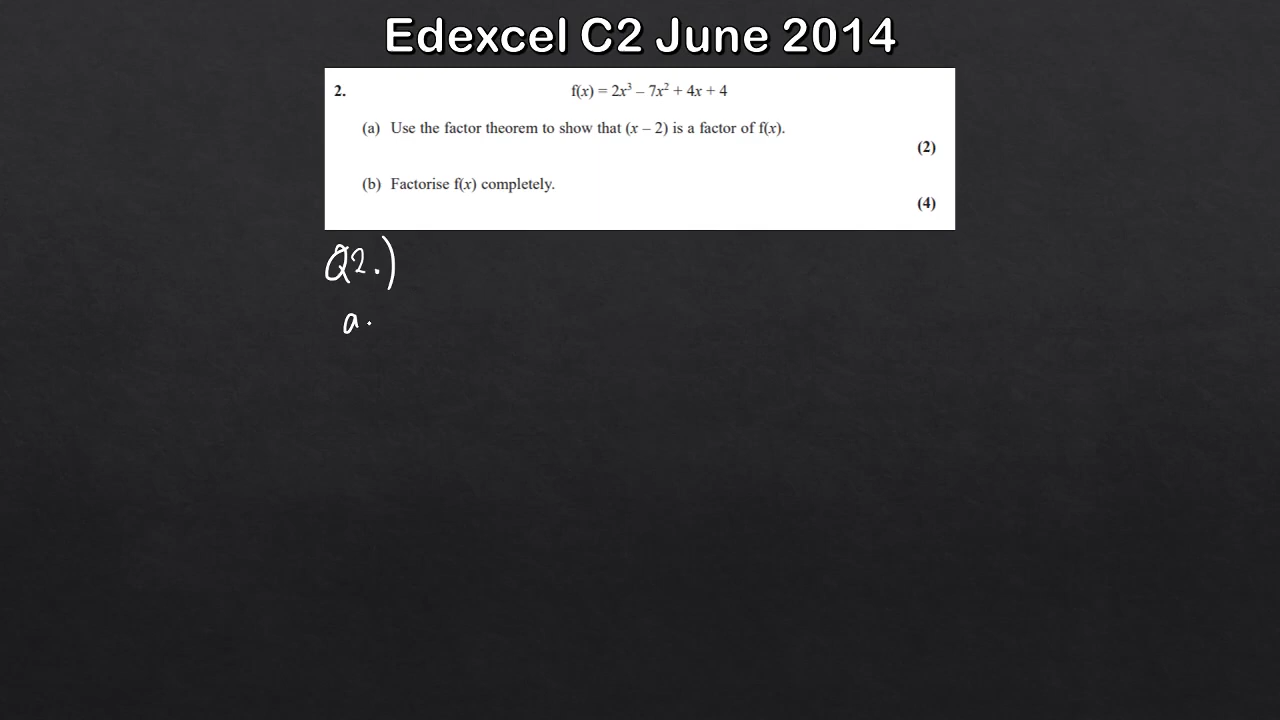 Edexcel C2 June 2014
2. f(x) = 2x³ – 7x² + 4x + 4
(a) Use the factor theorem to show that (x – 2) is a factor of f(x).
(2)
(b) Factorise f(x) completely.
(4)
Q2.)
a.